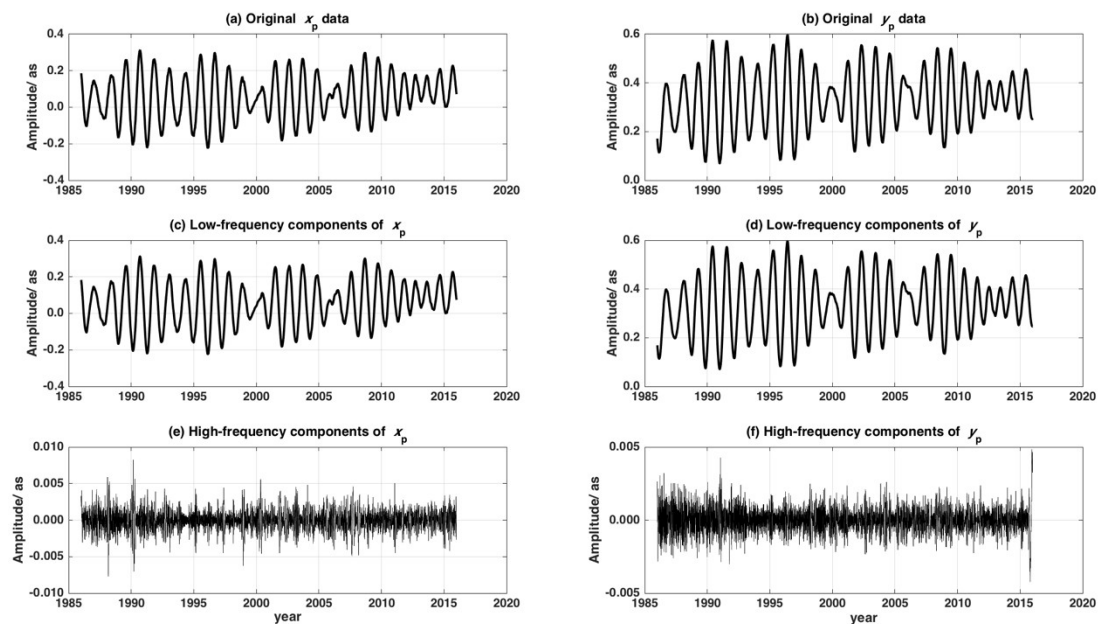 (a) Original xp data
Amplitude/ as
0.4
0.2
0.0
-0.2
-0.4
1985 1990 1995 2000 2005 2010 2015 2020
(b) Original yp data
Amplitude/ as
0.6
0.4
0.2
0.0
1985 1990 1995 2000 2005 2010 2015 2020
(c) Low-frequency components of xp
Amplitude/ as
0.4
0.2
0.0
-0.2
-0.4
1985 1990 1995 2000 2005 2010 2015 2020
(d) Low-frequency components of yp
Amplitude/ as
0.6
0.4
0.2
0.0
1985 1990 1995 2000 2005 2010 2015 2020
(e) High-frequency components of xp
Amplitude/ as
0.010
0.005
0.000
-0.005
-0.010
1985 1990 1995 2000 2005 2010 2015 2020
year
(f) High-frequency components of yp
Amplitude/ as
0.005
0.000
-0.005
1985 1990 1995 2000 2005 2010 2015 2020
year